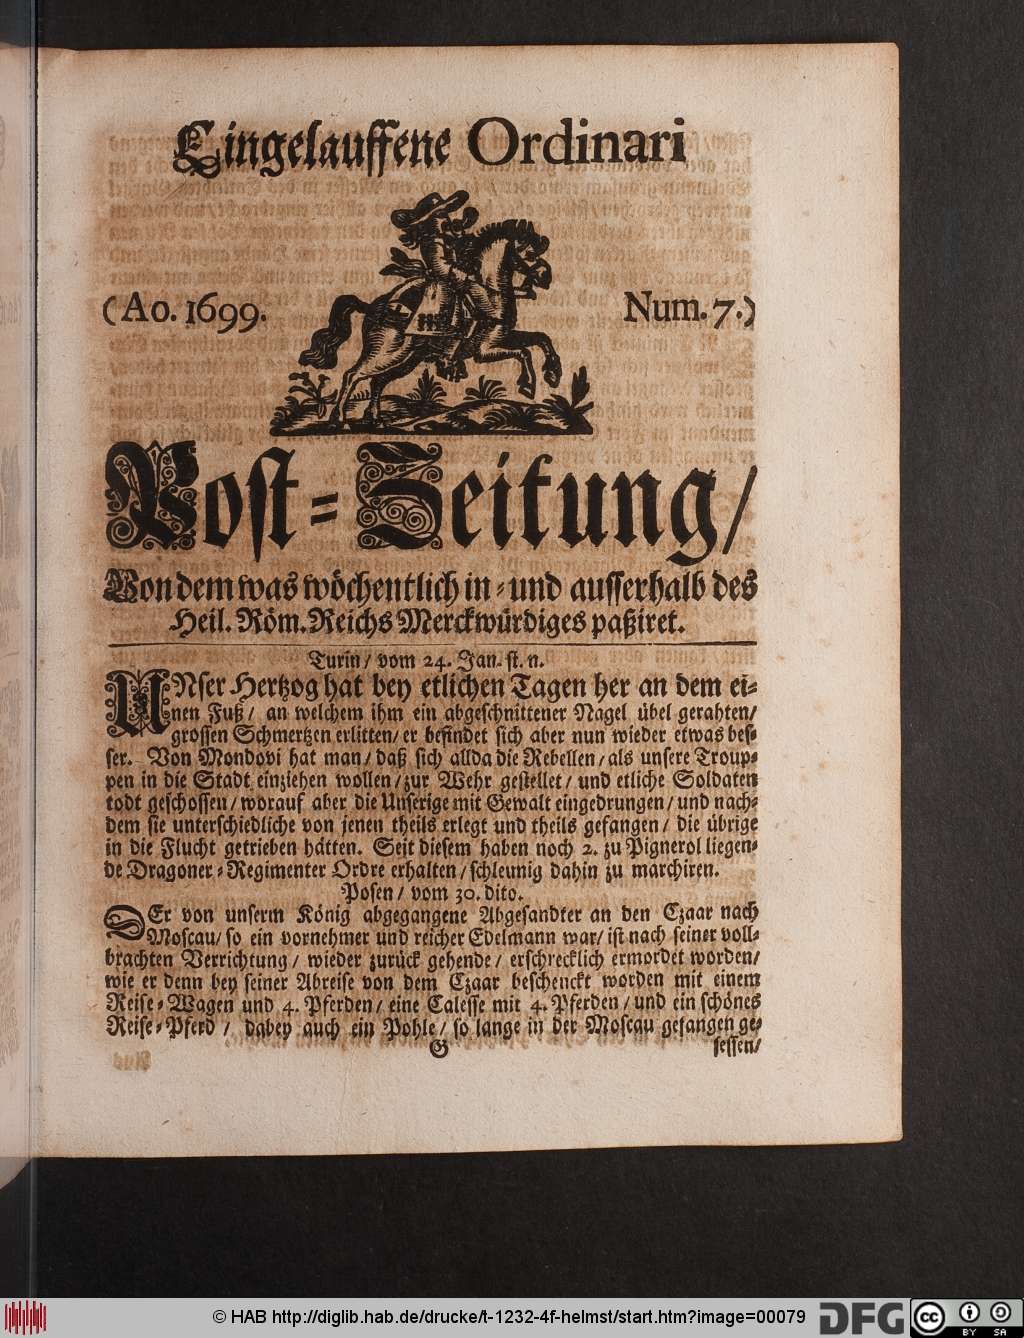 Eingelauffene Ordinari
(Ao. 1699.
Num. 7.)
Post-Zeitung/
Von dem was wöchentlich in- und ausserhalb des
Heil. Röm. Reichs Merckwürdiges paßiret.
Turin/ vom 24. Jan. st. n.
UNser Hertzog hat bey etlichen Tagen her an dem ei-
nen Fuß/ an welchem ihm ein abgeschnittener Nagel übel gerahten/
grossen Schmertzen erlitten/ er befindet sich aber nun wieder etwas bes-
ser. Von Mondovi hat man/ daß sich allda die Rebellen/ als unsere Troup-
pen in die Stadt einziehen wollen/ zur Wehr gestellet/ und etliche Soldaten
todt geschossen/ worauf aber die Unserige mit Gewalt eingedrungen/ und nach-
dem sie unterschiedliche von jenen theils erlegt und theils gefangen/ die übrige
in die Flucht getrieben hätten. Seit diesem haben noch 2. zu Pignerol liegen-
de Dragoner-Regimenter Ordre erhalten/ schleunig dahin zu marchiren.
Posen/ vom 30. dito.
DEr von unserm König abgegangene Abgesandter an den Czaar nach
Moscau/ so ein vornehmer und reicher Edelmann war/ ist nach seiner voll-
brachten Verrichtung/ wieder zurück gehende/ erschrecklich ermordet worden/
wie er denn bey seiner Abreise von dem Czaar beschenckt worden mit einem
Reise-Wagen und 4. Pferden/ eine Calesse mit 4. Pferden/ und ein schönes
Reise-Pferd/ dabey auch ein Pohle/ so lange in der Moscau gefangen ge-
G
sessen/
© HAB http://diglib.hab.de/drucke/t-1232-4f-helmst/start.htm?image=00079
DFG
cc BY SA